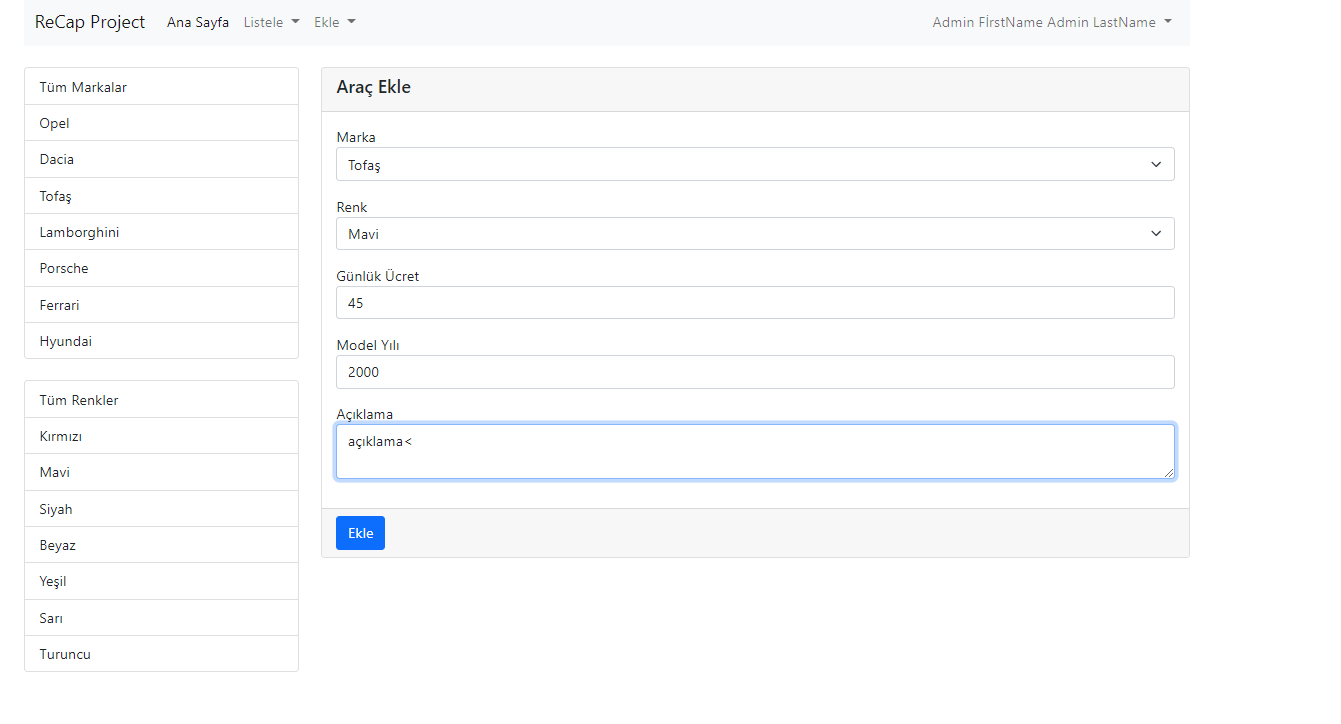 ReCap Project Ana Sayfa Listele Ekle Admin Fİrst​Name Admin LastName
Tüm Markalar
Opel
Dacia
Tofaş
Lamborghini
Porsche
Ferrari
Hyundai
Tüm Renkler
Kırmızı
Mavi
Siyah
Beyaz
Yeşil
Sarı
Turuncu
Araç Ekle
Marka
Tofaş
Renk
Mavi
Günlük Ücret
45
Model Yılı
2000
Açıklama
açıklama<
Ekle